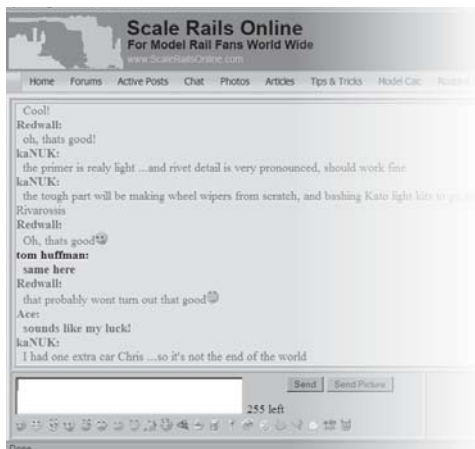 Scale Rails Online
For Model Rail Fans World Wide
www.ScaleRailsOnline.com
Home Forums Active Posts Chat Photos Articles Tips & Tricks Model Calc
Cool!
Redwall:
oh, thats good!
kaNUK:
the primer is realy light ...and rivet detail is very pronounced, should work fine
kaNUK:
the tough part will be making wheel wipers from scratch, and bashing Kato light kits to
Rivarossis
Redwall:
Oh, thats good
tom huffman:
same here
Redwall:
that probably wont turn out that good
Ace:
sounds like my luck!
kaNUK:
I had one extra car Chris ...so it's not the end of the world
Send Send Picture
255 left
Done